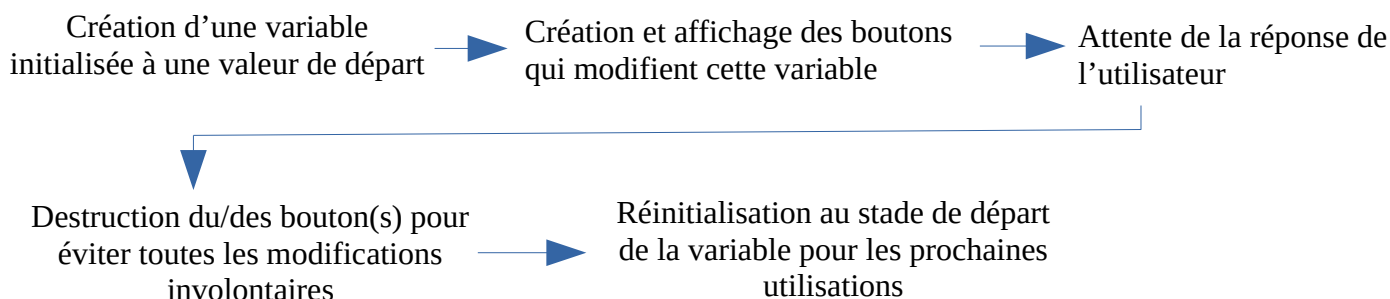 Création d’une variable
initialisée à une valeur de départ
Création et affichage des boutons
qui modifient cette variable
Attente de la réponse de
l’utilisateur
Destruction du/des bouton(s) pour
éviter toutes les modifications
involontaires
Réinitialisation au stade de départ
de la variable pour les prochaines
utilisations